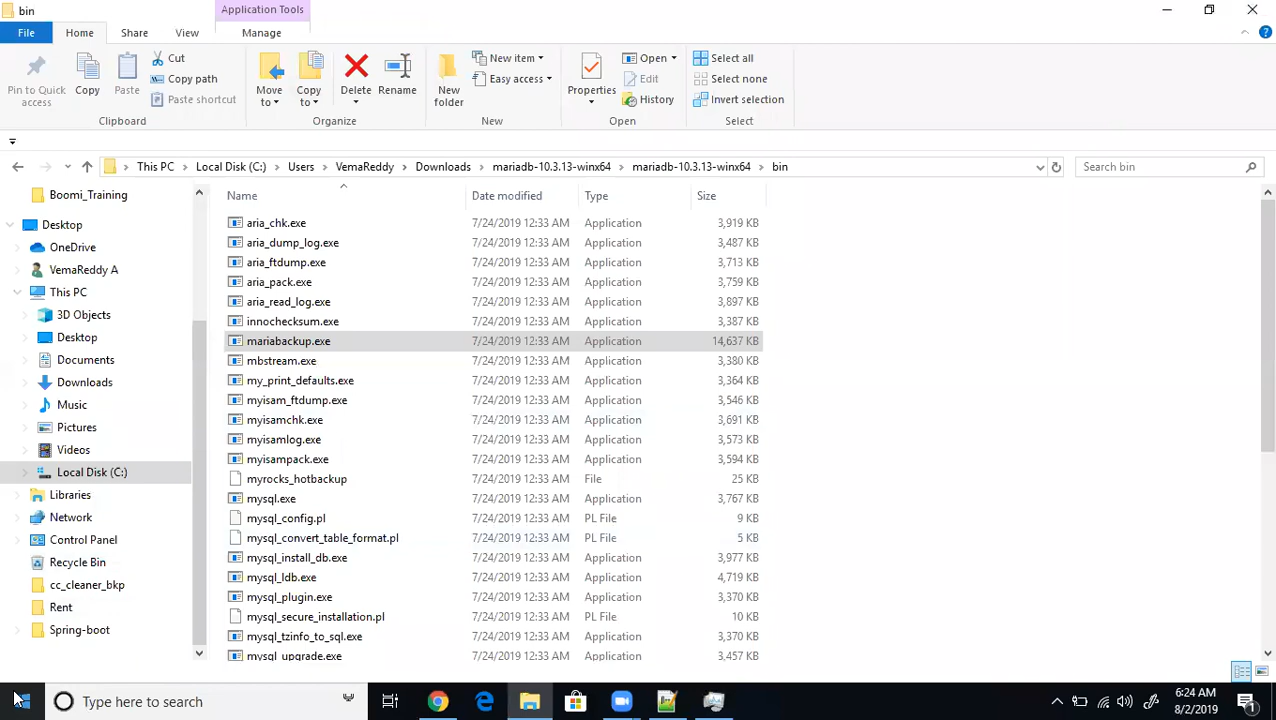 bin
Application Tools
File
Home
Share
View
Manage
Pin to Quick access
Copy
Paste
Cut
Copy path
Paste shortcut
Clipboard
Move to
Copy to
Delete
Rename
Organize
New folder
New item
Easy access
New
Properties
Open
Edit
History
Open
Select all
Select none
Invert selection
Select
This PC
Local Disk (C:)
Users
VemaReddy
Downloads
mariadb-10.3.13-winx64
mariadb-10.3.13-winx64
bin
Search bin
Boomi_Training
Desktop
OneDrive
VemaReddy A
This PC
3D Objects
Desktop
Documents
Downloads
Music
Pictures
Videos
Local Disk (C:)
Libraries
Network
Control Panel
Recycle Bin
cc_cleaner_bkp
Rent
Spring-boot
Name Date modified Type Size
aria_chk.exe 7/24/2019 12:33 AM Application 3,919 KB
aria_dump_log.exe 7/24/2019 12:33 AM Application 3,487 KB
aria_ftdump.exe 7/24/2019 12:33 AM Application 3,713 KB
aria_pack.exe 7/24/2019 12:33 AM Application 3,759 KB
aria_read_log.exe 7/24/2019 12:33 AM Application 3,897 KB
innochecksum.exe 7/24/2019 12:33 AM Application 3,387 KB
mariabackup.exe 7/24/2019 12:33 AM Application 14,637 KB
mbstream.exe 7/24/2019 12:33 AM Application 3,380 KB
my_print_defaults.exe 7/24/2019 12:33 AM Application 3,364 KB
myisam_ftdump.exe 7/24/2019 12:33 AM Application 3,546 KB
myisamchk.exe 7/24/2019 12:33 AM Application 3,691 KB
myisamlog.exe 7/24/2019 12:33 AM Application 3,573 KB
myisampack.exe 7/24/2019 12:33 AM Application 3,594 KB
myrocks_hotbackup 7/24/2019 12:33 AM File 25 KB
mysql.exe 7/24/2019 12:33 AM Application 3,767 KB
mysql_config.pl 7/24/2019 12:33 AM PL File 9 KB
mysql_convert_table_format.pl 7/24/2019 12:33 AM PL File 5 KB
mysql_install_db.exe 7/24/2019 12:33 AM Application 3,977 KB
mysql_ldb.exe 7/24/2019 12:33 AM Application 4,719 KB
mysql_plugin.exe 7/24/2019 12:33 AM Application 3,370 KB
mysql_secure_installation.pl 7/24/2019 12:33 AM PL File 10 KB
mysql_tzinfo_to_sql.exe 7/24/2019 12:33 AM Application 3,370 KB
mysql_upgrade.exe 7/24/2019 12:33 AM Application 3,457 KB
Type here to search
6:24 AM
8/2/2019
1